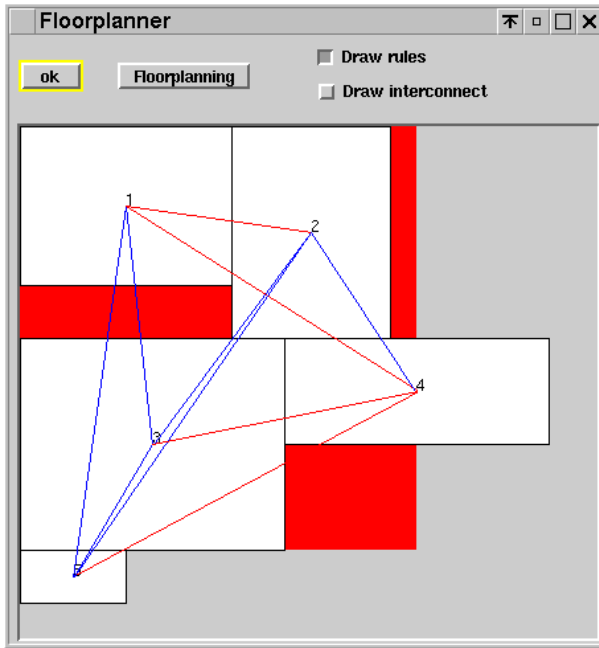 Floorplanner
ok
Floorplanning
Draw rules
Draw interconnect
1
2
3
4
5